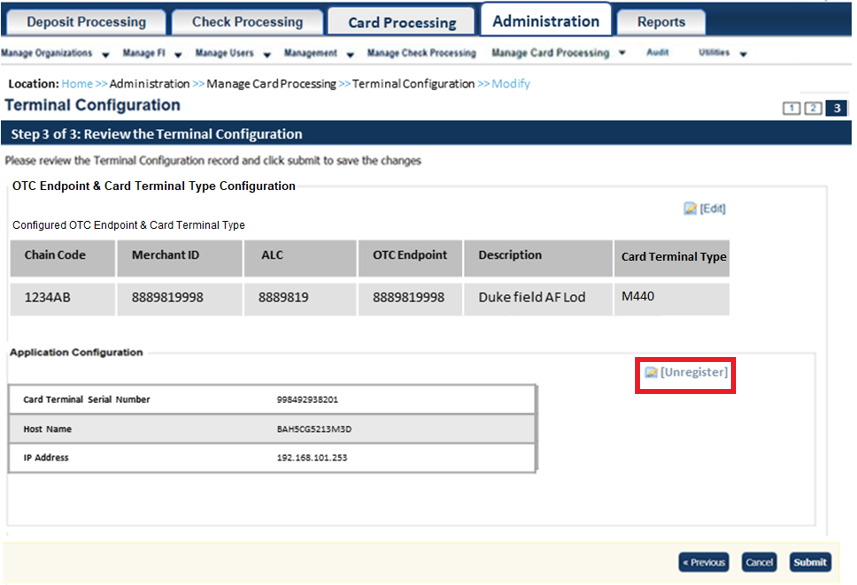 Deposit Processing Check Processing Card Processing Administration Reports
Manage Organizations Manage FI Manage Users Management Manage Check Processing Manage Card Processing Audit Utilities
Location: Home >> Administration >> Manage Card Processing >> Terminal Configuration >> Modify
Terminal Configuration
1 2 3
Step 3 of 3: Review the Terminal Configuration
Please review the Terminal Configuration record and click submit to save the changes
OTC Endpoint & Card Terminal Type Configuration
[Edit]
Configured OTC Endpoint & Card Terminal Type
Chain Code Merchant ID ALC OTC Endpoint Description Card Terminal Type
1234AB 8889819998 8889819 8889819998 Duke field AF Lod M440
Application Configuration
[Unregister]
Card Terminal Serial Number 998492938201
Host Name BAH5CG5213M3D
IP Address 192.168.101.253
< Previous Cancel Submit